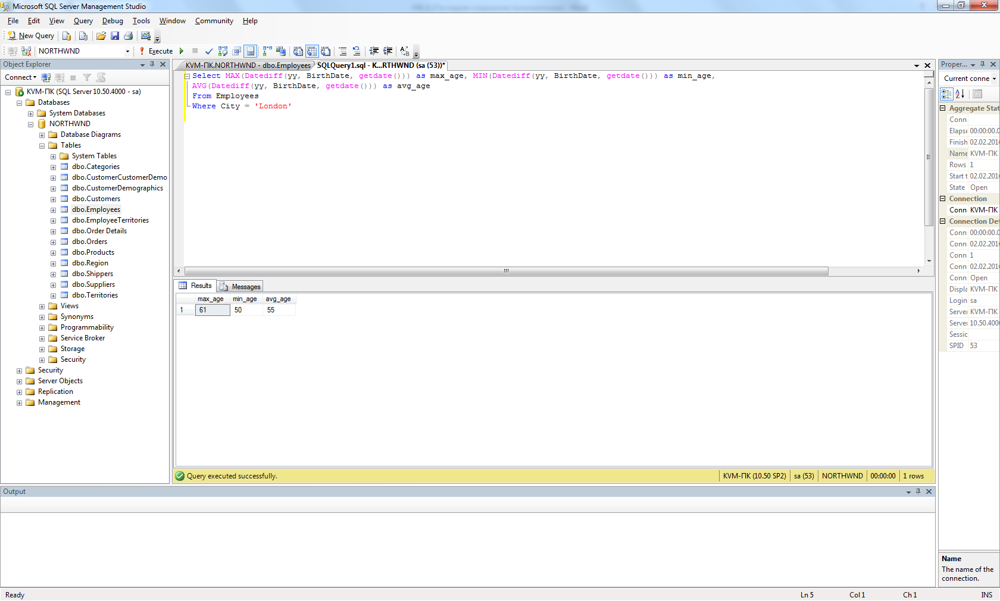 Microsoft SQL Server Management Studio
File Edit View Query Debug Tools Window Community Help
New Query
NORTHWND Execute
Object Explorer
Connect
KVM-ПК (SQL Server 10.50.4000 - sa)
Databases
System Databases
NORTHWND
Database Diagrams
Tables
System Tables
dbo.Categories
dbo.CustomerCustomerDemo
dbo.CustomerDemographics
dbo.Customers
dbo.Employees
dbo.EmployeeTerritories
dbo.Order Details
dbo.Orders
dbo.Products
dbo.Region
dbo.Shippers
dbo.Suppliers
dbo.Territories
Views
Synonyms
Programmability
Service Broker
Storage
Security
Security
Server Objects
Replication
Management
KVM-ПК.NORTHWND - dbo.Employees SQLQuery1.sql - K...RTHWND (sa (53))*
Select MAX(Datediff(yy, BirthDate, getdate())) as max_age, MIN(Datediff(yy, BirthDate, getdate())) as min_age,
AVG(Datediff(yy, BirthDate, getdate())) as avg_age
From Employees
Where City = 'London'
Results Messages
max_age min_age avg_age
1 61 50 55
Query executed successfully. KVM-ПК (10.50 SP2) sa (53) NORTHWND 00:00:00 1 rows
Proper...
Current conne
Aggregate Stat
Conn
Elapse 00:00:00.0
Finish 02.02.201
Name KVM-ПК
Rows 1
Start t 02.02.201
State Open
Connection
Conn KVM-ПК
Connection Det
Conn 00:00:00.0
Conn 02.02.201
Conn 1
Conn 02.02.201
Conn Open
Displa KVM-ПК
Login sa
Server KVM-ПК
Server 10.50.400
Sessic
SPID 53
Name
The name of the
connection.
Output
Ready Ln 5 Col 1 Ch 1 INS